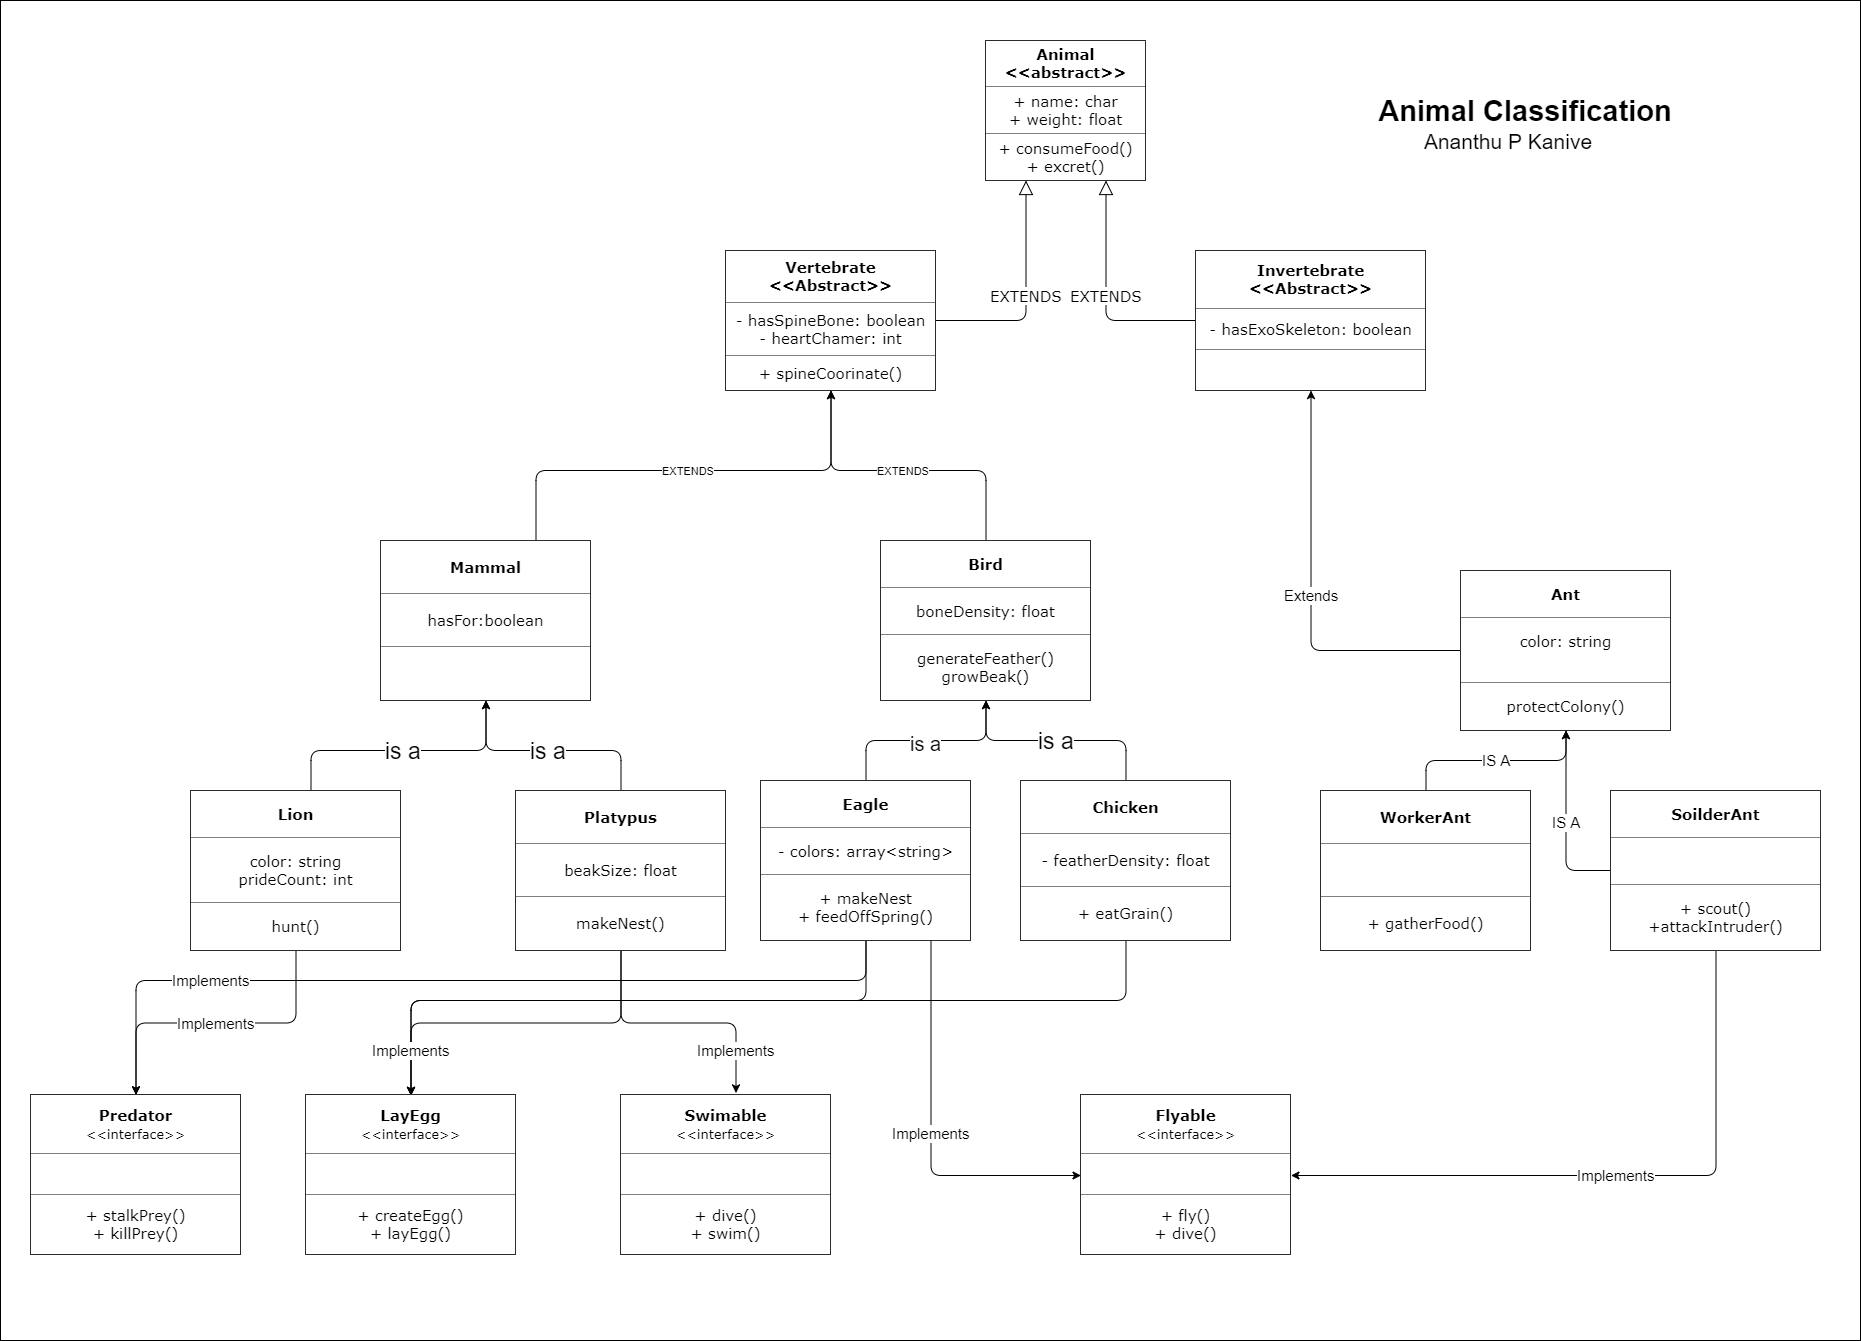 Animal
<<abstract>>
+ name: char
+ weight: float
+ consumeFood()
+ excret()
Animal Classification
Ananthu P Kanive
Vertebrate
<<Abstract>>
- hasSpineBone: boolean
- heartChamer: int
+ spineCoorinate()
EXTENDS
EXTENDS
Invertebrate
<<Abstract>>
- hasExoSkeleton: boolean
EXTENDS
EXTENDS
Mammal
hasFor:boolean
Bird
boneDensity: float
generateFeather()
growBeak()
Extends
Ant
color: string
protectColony()
is a
is a
is a
is a
IS A
IS A
Lion
color: string
prideCount: int
hunt()
Platypus
beakSize: float
makeNest()
Eagle
- colors: array<string>
+ makeNest
+ feedOffSpring()
Chicken
- featherDensity: float
+ eatGrain()
WorkerAnt
+ gatherFood()
SoilderAnt
+ scout()
+attackIntruder()
Implements
Implements
Implements
Implements
Implements
Implements
Predator
<<interface>>
+ stalkPrey()
+ killPrey()
LayEgg
<<interface>>
+ createEgg()
+ layEgg()
Swimable
<<interface>>
+ dive()
+ swim()
Flyable
<<interface>>
+ fly()
+ dive()